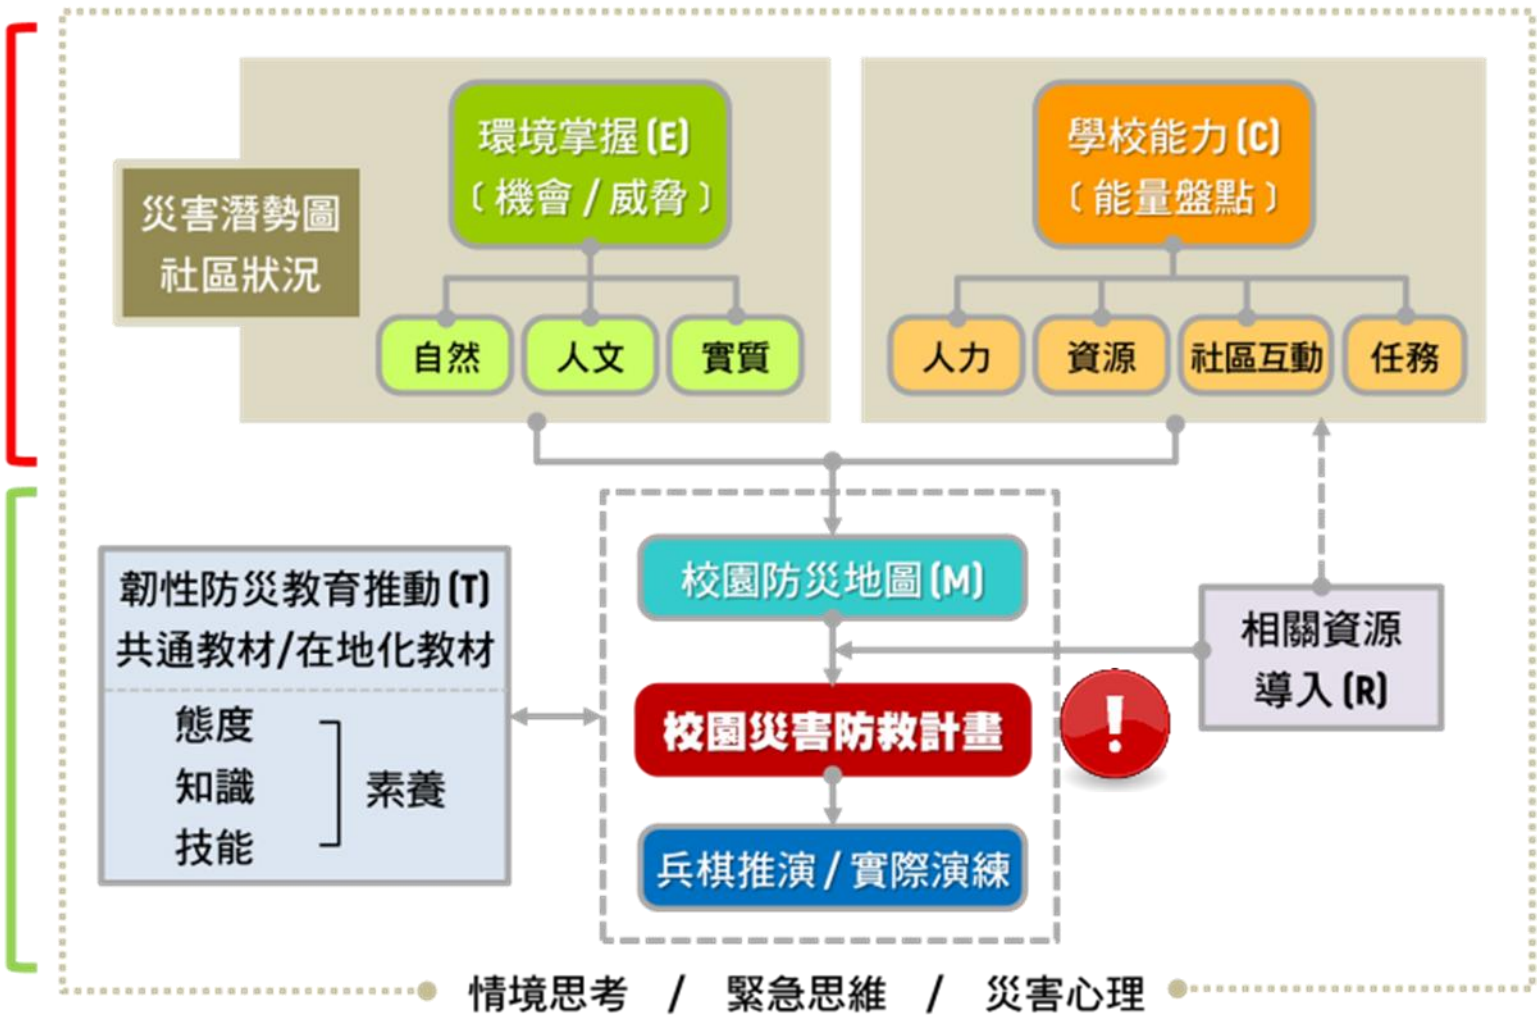 環境掌握(E)
﹝機會/威脅﹞
學校能力(C)
﹝能量盤點﹞
災害潛勢圖
社區狀況
自然
人文
實質
人力
資源
社區互動
任務
校園防災地圖(M)
韌性防災教育推動(T)
共通教材/在地化教材
態度
知識
技能
素養
相關資源
導入(R)
校園災害防救計畫
!
兵棋推演/實際演練
情境思考 / 緊急思維 / 災害心理